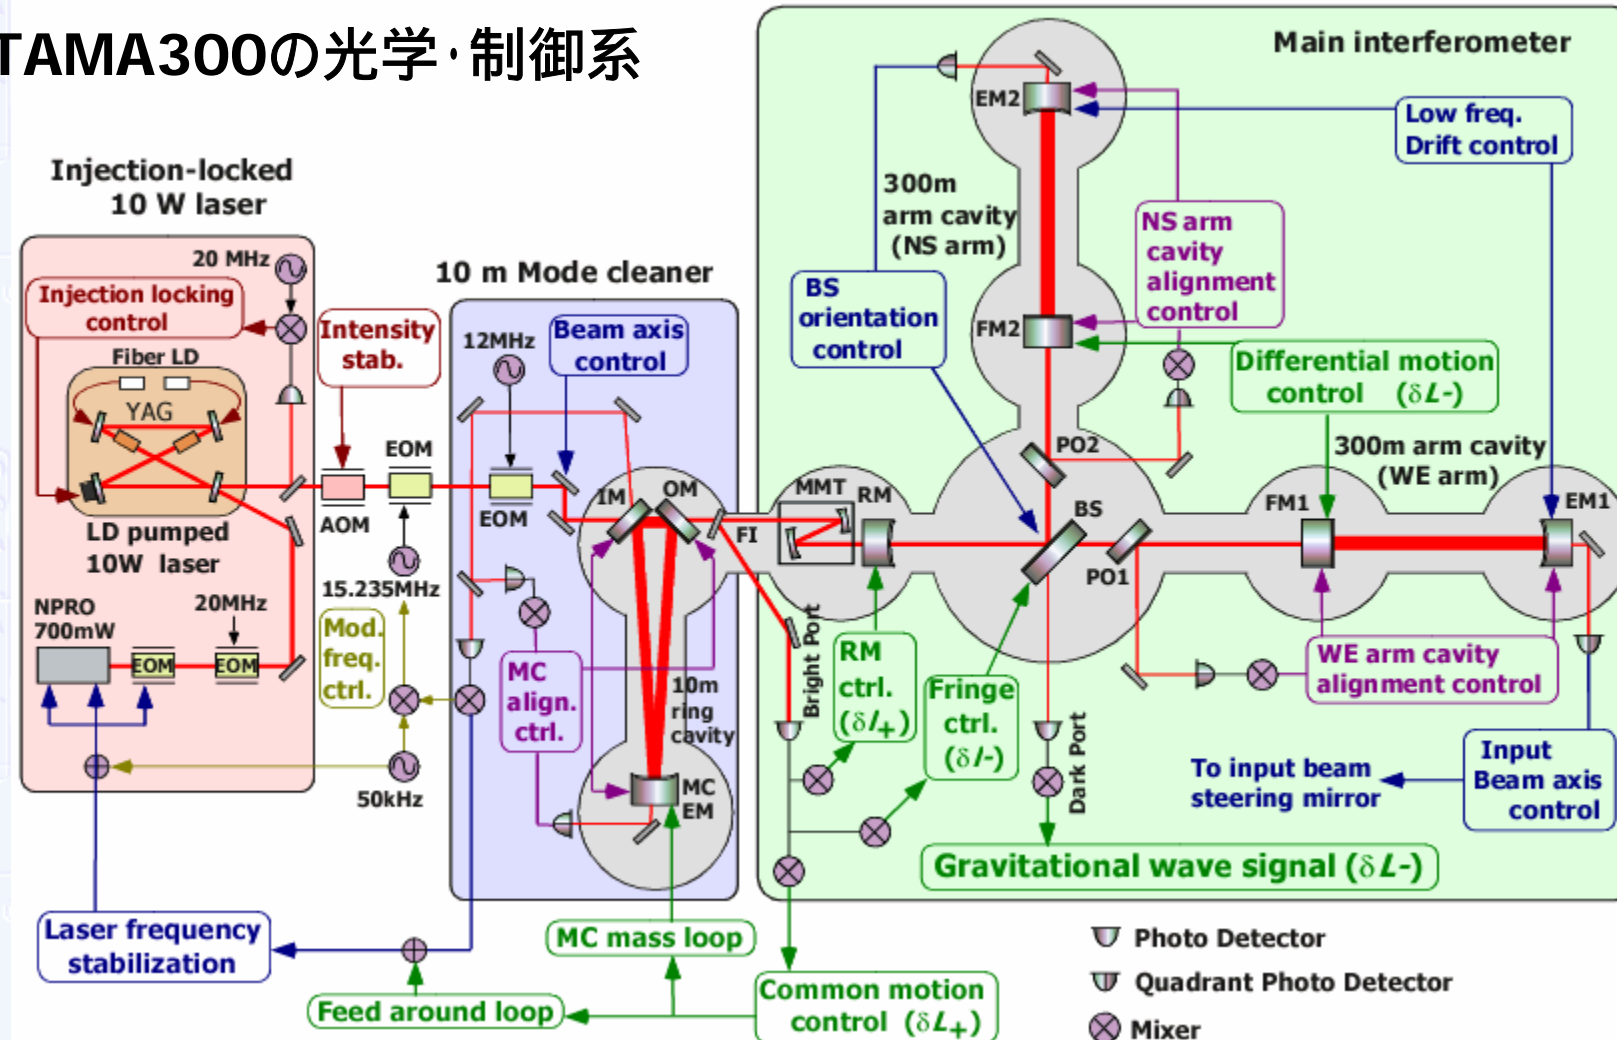 TAMA300の光学・制御系
Main interferometer
Injection-locked
10 W laser
20 MHz
Injection locking
control
Fiber LD
YAG
LD pumped
10W laser
NPRO
700mW
20MHz
EOM
EOM
Intensity
stab.
AOM
EOM
15.235MHz
Mod.
freq.
ctrl.
50kHz
Laser frequency
stabilization
10 m Mode cleaner
12MHz
Beam axis
control
EOM
IM
OM
MC
align.
ctrl.
10m
ring
cavity
MC
EM
MC mass loop
Feed around loop
Common motion
control (δL+)
FI
MMT
RM
Bright Port
RM
ctrl.
(δl+)
Fringe
ctrl.
(δl-)
Dark Port
Gravitational wave signal (δL-)
EM2
300m
arm cavity
(NS arm)
FM2
BS
orientation
control
PO2
BS
PO1
NS arm
cavity
alignment
control
Low freq.
Drift control
Differential motion
control (δL-)
300m arm cavity
(WE arm)
FM1
EM1
WE arm cavity
alignment control
Input
Beam axis
control
To input beam
steering mirror
Photo Detector
Quadrant Photo Detector
Mixer